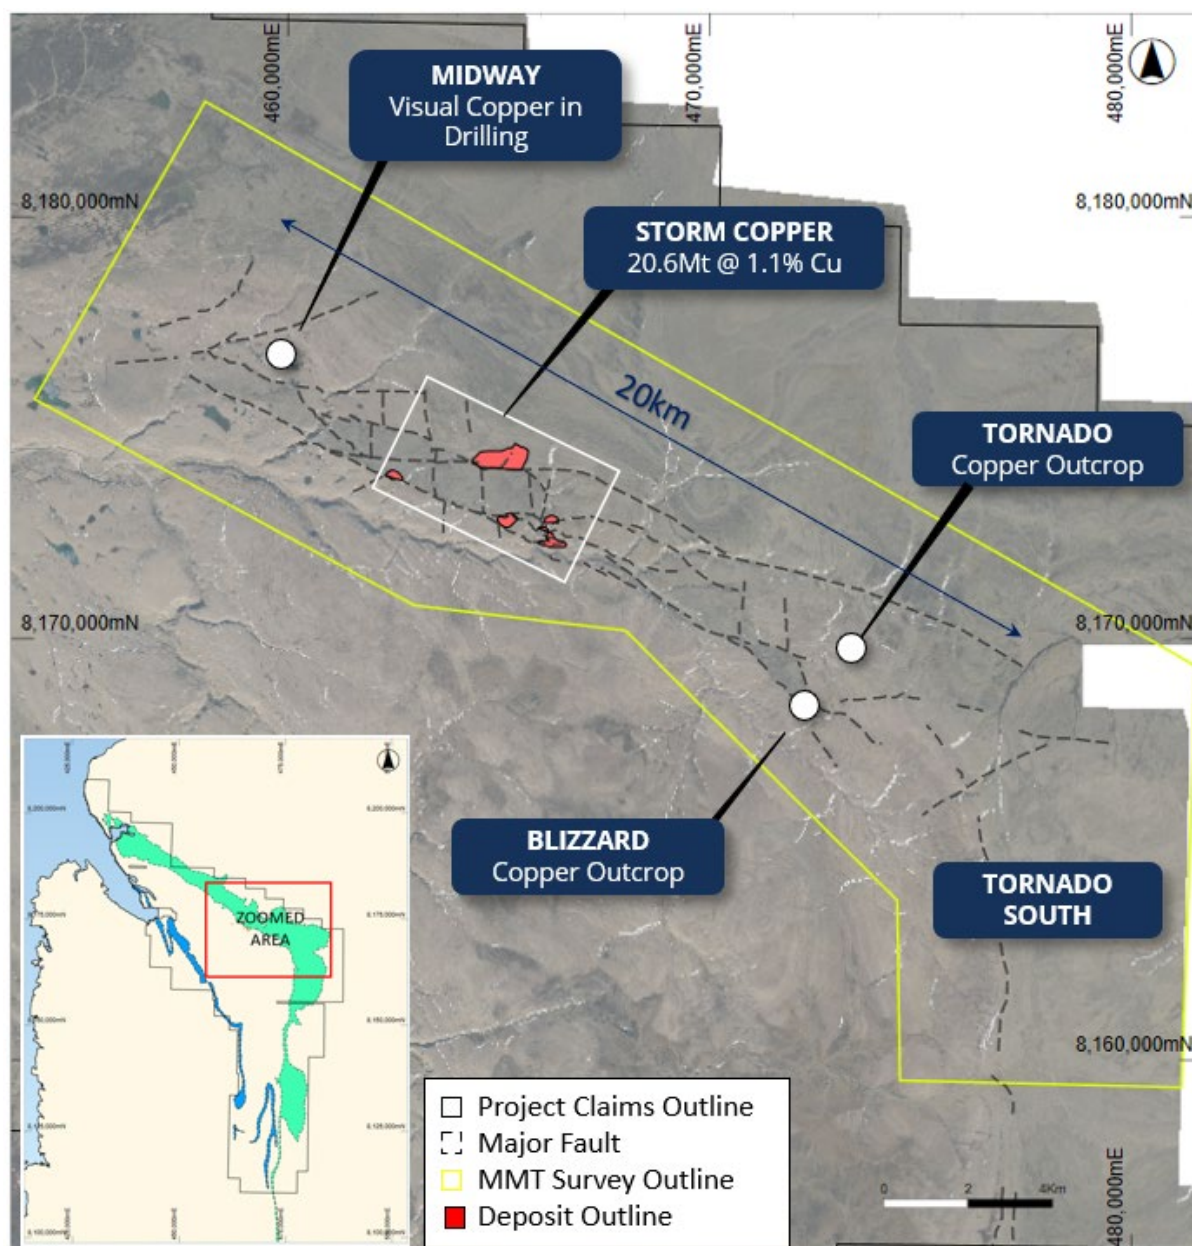 460,000mE
470,000mE
480,000mE
MIDWAY
Visual Copper in
Drilling
8,180,000mN
8,180,000mN
STORM COPPER
20.6Mt @ 1.1% Cu
20km
TORNADO
Copper Outcrop
8,170,000mN
8,170,000mN
BLIZZARD
Copper Outcrop
TORNADO
SOUTH
ZOOMED
AREA
8,160,000mN
Project Claims Outline
Major Fault
MMT Survey Outline
Deposit Outline
0
2
4Km
480,000mE